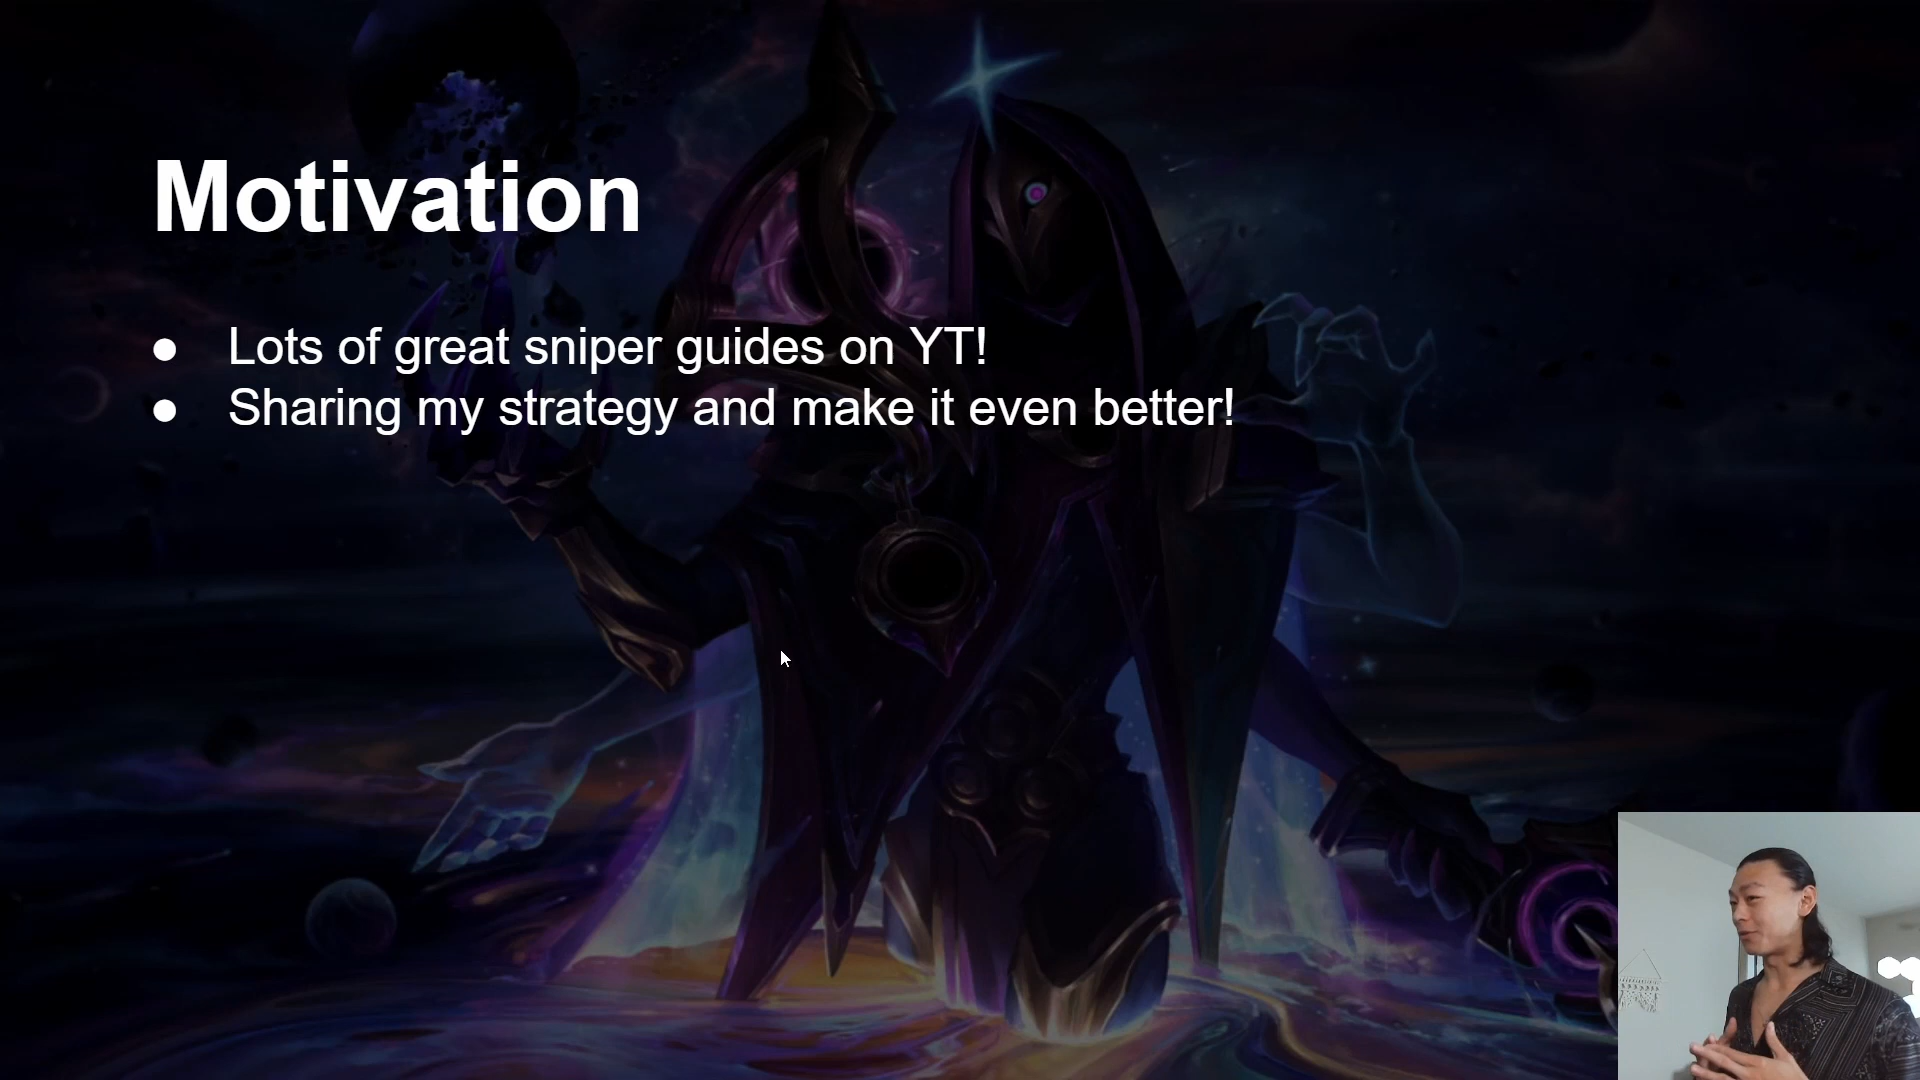 Motivation
● Lots of great sniper guides on YT!
● Sharing my strategy and make it even better!